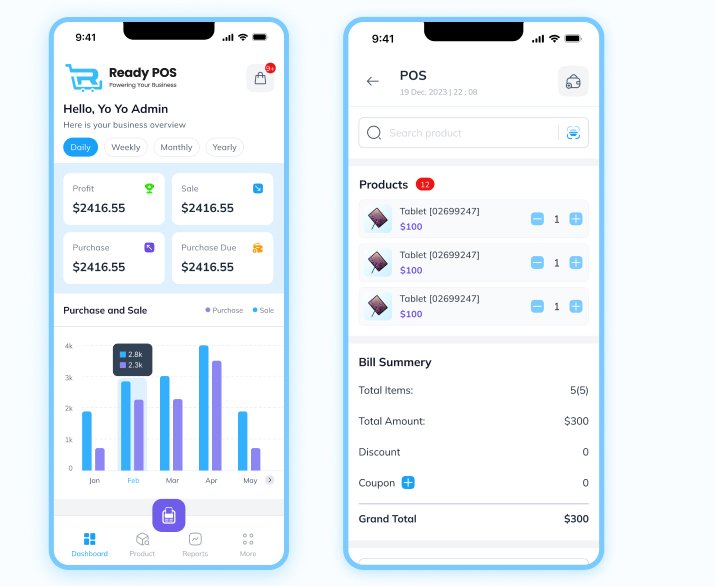 9:41
Ready POS
Powering Your Business
9+
Hello, Yo Yo Admin
Here is your business overview
Daily Weekly Monthly Yearly
Profit
$2416.55
Sale
$2416.55
Purchase
$2416.55
Purchase Due
$2416.55
Purchase and Sale
Purchase Sale
4k
3k
2k
1k
0
2.8k
2.3k
Jan Feb Mar Apr May
Dashboard Product Reports More
9:41
POS
19 Dec, 2023 | 22 : 08
Search product
Products 12
Tablet [02699247]
$100
1
Tablet [02699247]
$100
1
Tablet [02699247]
$100
1
Bill Summery
Total Items: 5(5)
Total Amount: $300
Discount 0
Coupon 0
Grand Total $300